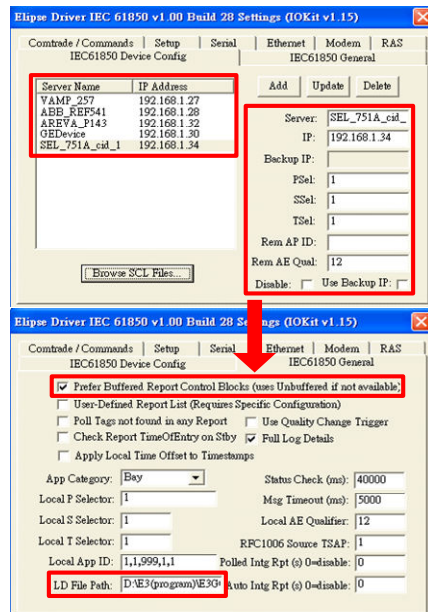 Elipse Driver IEC 61850 v1.00 Build 28 Settings (IOKit v1.15)
Comtrade / Commands | Setup | Serial | Ethernet | Modem | RAS
IEC61850 Device Config | IEC61850 General
Server Name IP Address
VAMP_257 192.168.1.27
ABB_REF541 192.168.1.28
AREVA_P143 192.168.1.32
GEDevice 192.168.1.30
SEL_751A_cid_1 192.168.1.34
Browse SCL Files...
Add Update Delete
Server: SEL_751A_cid_
IP: 192.168.1.34
Backup IP:
PSel: 1
SSel: 1
TSel: 1
Rem AP ID:
Rem AE Qual: 12
Disable: Use Backup IP:
Elipse Driver IEC 61850 v1.00 Build 28 Se ngs (IOKit v1.15)
Comtrade / Commands | Setup | Serial Ethernet | Modem | RAS
IEC61850 Device Config | IEC61850 General
Prefer Buffered Report Control Blocks (uses Unbuffered if not available)
User-Defined Report List (Requires Specific Configuration)
Poll Tags not found in any Report Use Quality Change Trigger
Check Report TimeOfEntry on Stby Full Log Details
Apply Local Time Offset to Timestamps
App Category: Bay Status Check (ms): 40000
Local P Selector: 1 Msg Timeout (ms): 5000
Local S Selector: 1 Local AE Qualifier: 12
Local T Selector: 1 RFC1006 Source TSAP: 1
Local App ID: 1,1,999,1,1 Polled Intg Rpt (s) 0=disable: 0
LD File Path: D:\E3(program)\E3G Auto Intg Rpt (s) 0=disable: 0